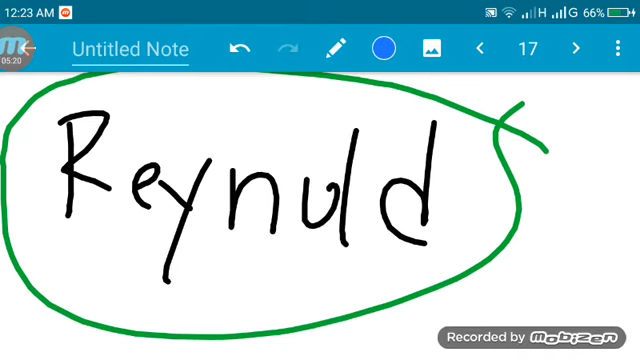 12:23 AM H G 66%
05:20 Untitled Note 17
Reynuld
Recorded by mobizen